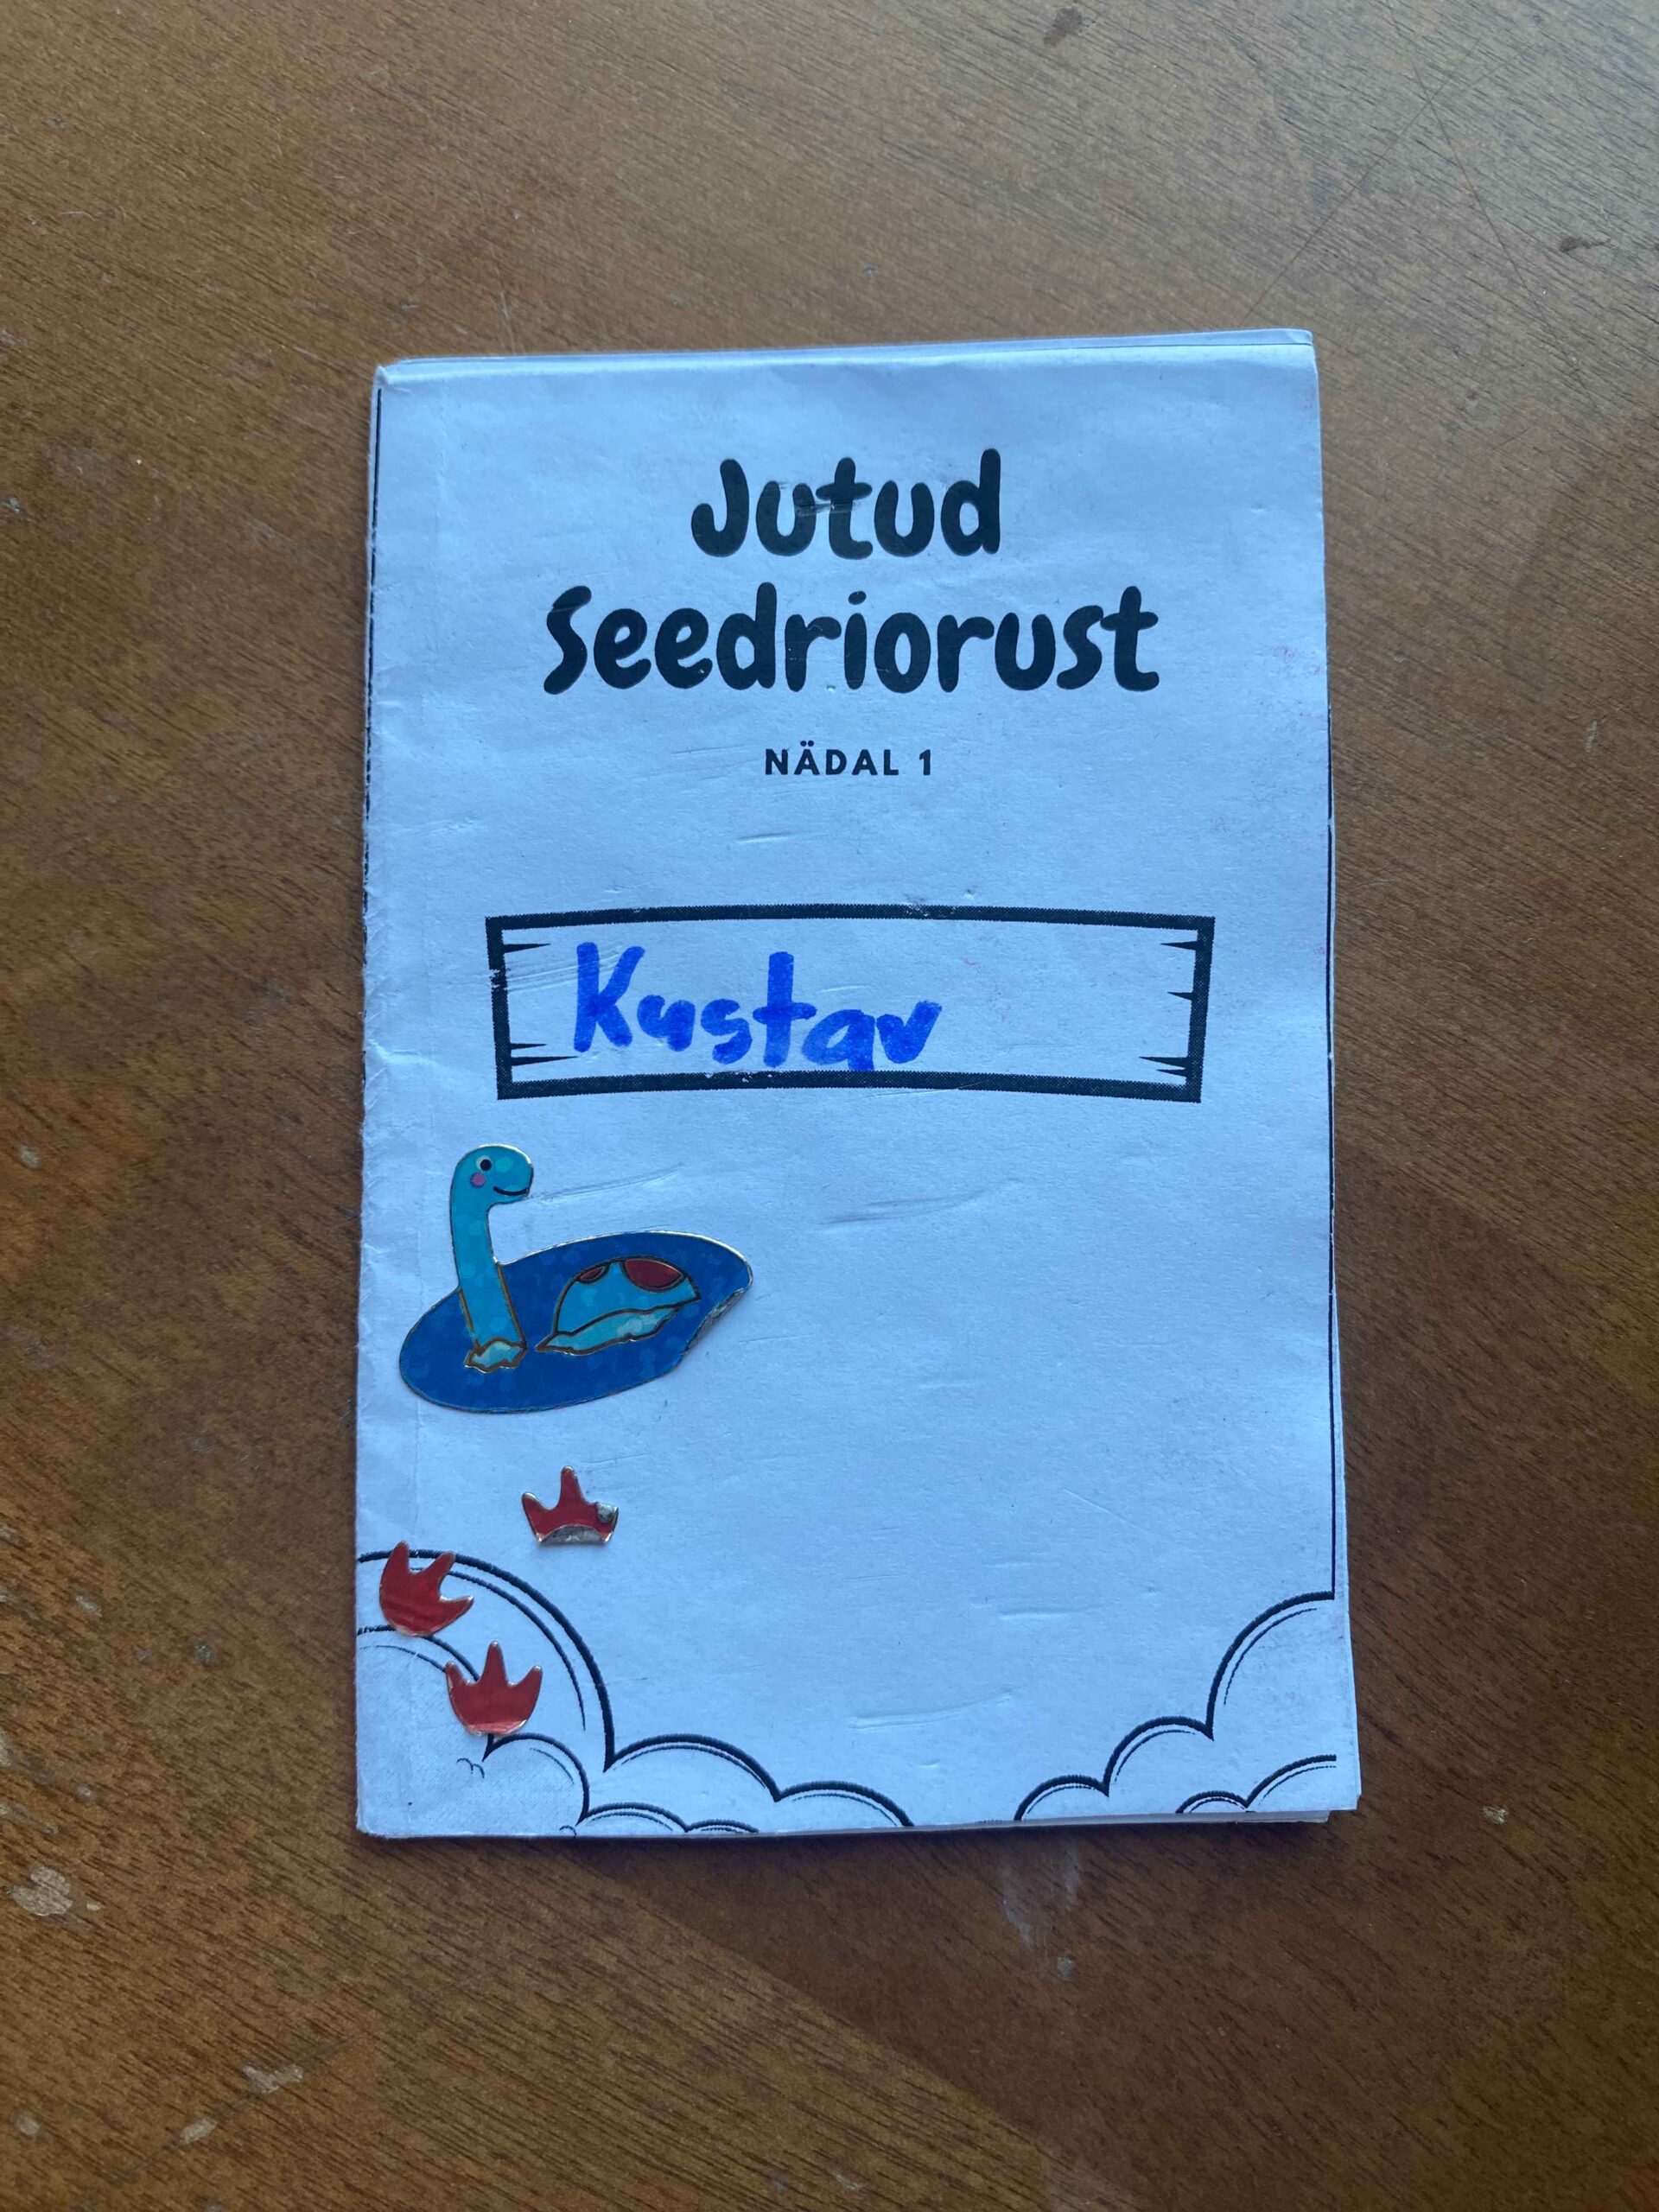 Jutud
Seedriorust
NÄDAL 1
Kustav